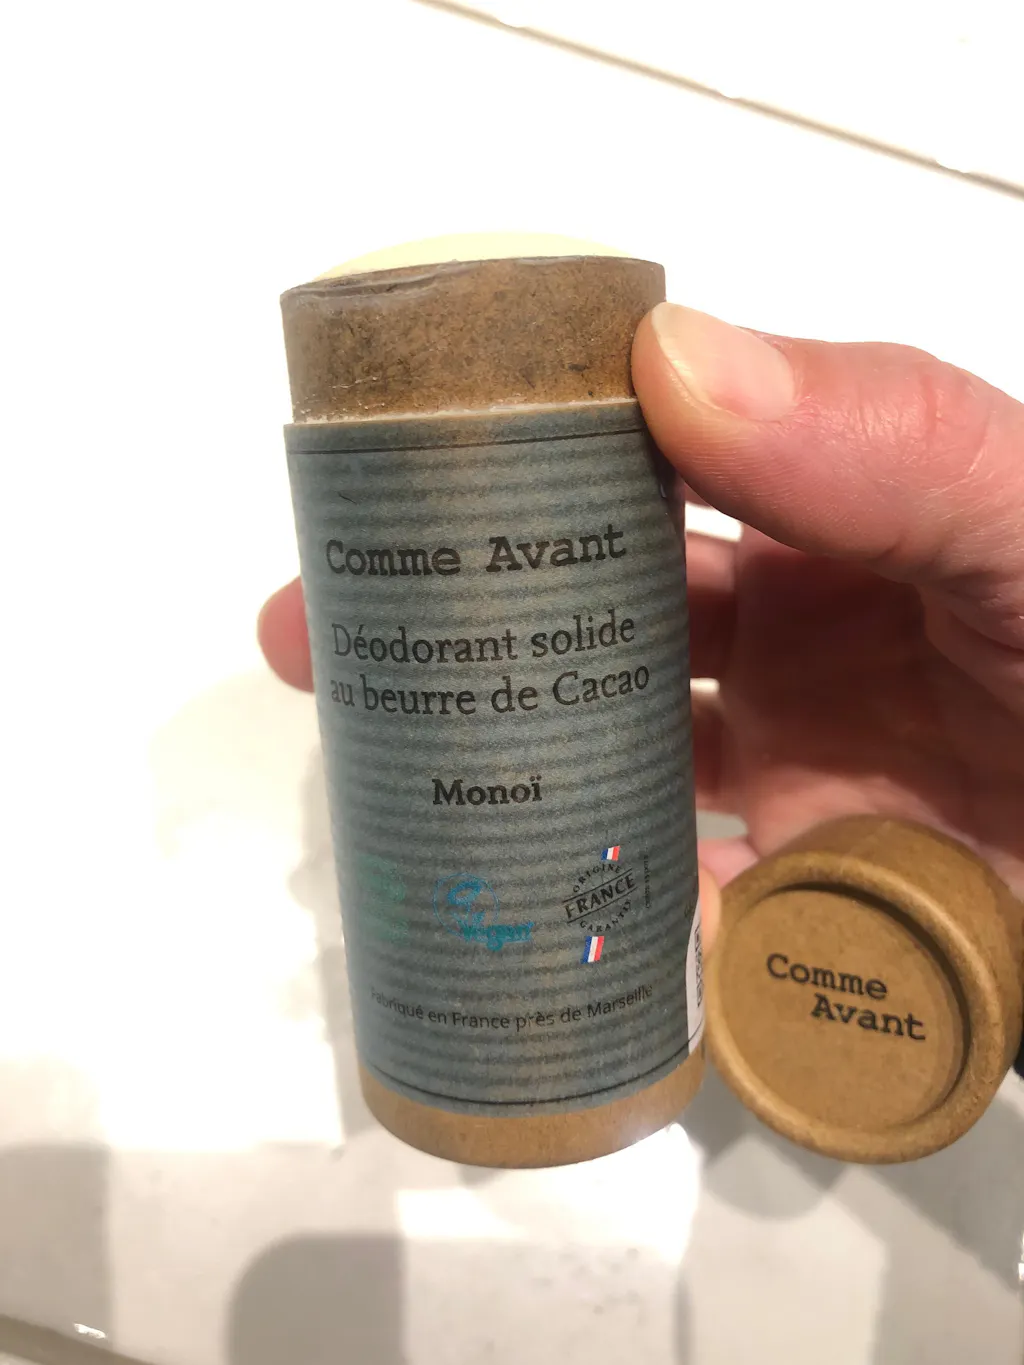 Comme Avant
Déodorant solide
au beurre de Cacao
Monoï
vegan
ORIGINE
FRANCE
GARANTIE
Fabriqué en France près de Marseille
Comme
Avant